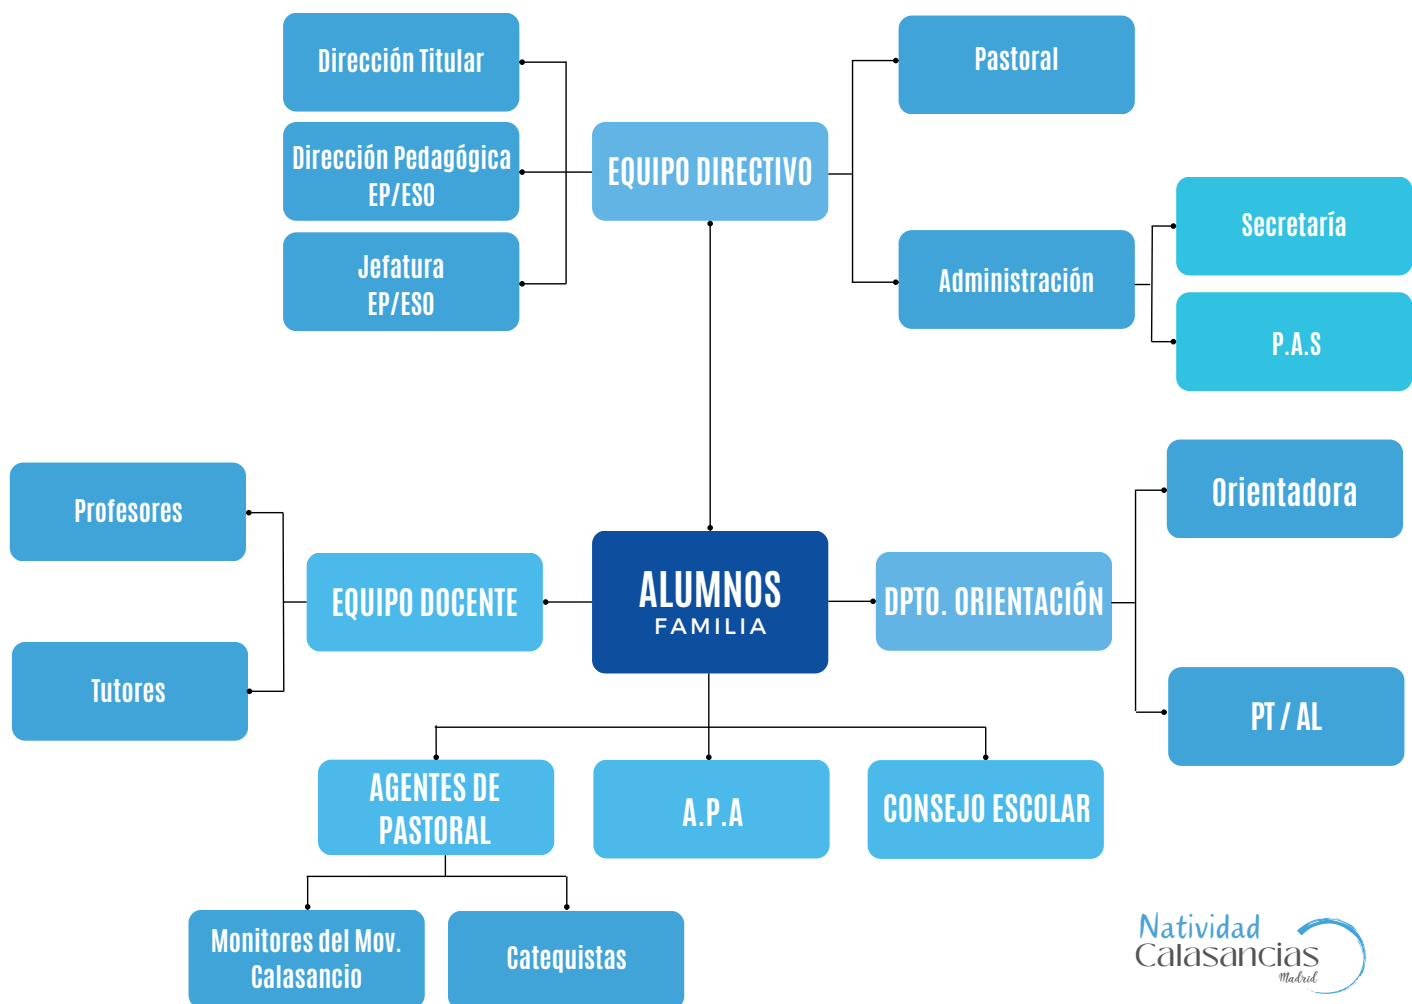 Dirección Titular
Pastoral
Dirección Pedagógica
EP/ESO
EQUIPO DIRECTIVO
Secretaría
Jefatura
EP/ESO
Administración
P.A.S
Profesores
Orientadora
EQUIPO DOCENTE
ALUMNOS
FAMILIA
DPTO. ORIENTACIÓN
Tutores
PT / AL
AGENTES DE
PASTORAL
A.P.A
CONSEJO ESCOLAR
Monitores del Mov.
Calasancio
Catequistas
Natividad
Calasancias
Madrid